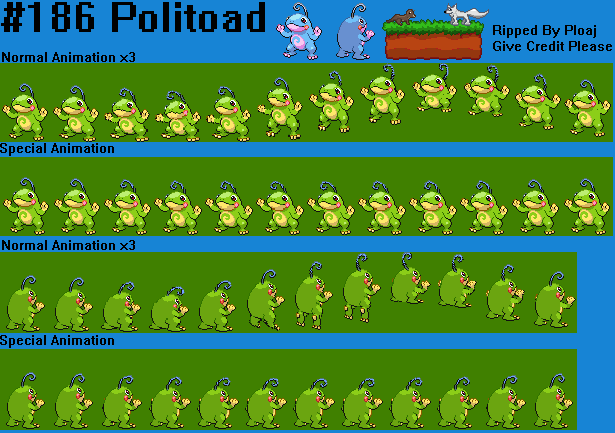 #186 Politoad
Ripped By Ploaj
Give Credit Please
Normal Animation x3
Special Animation
Normal Animation x3
Special Animation